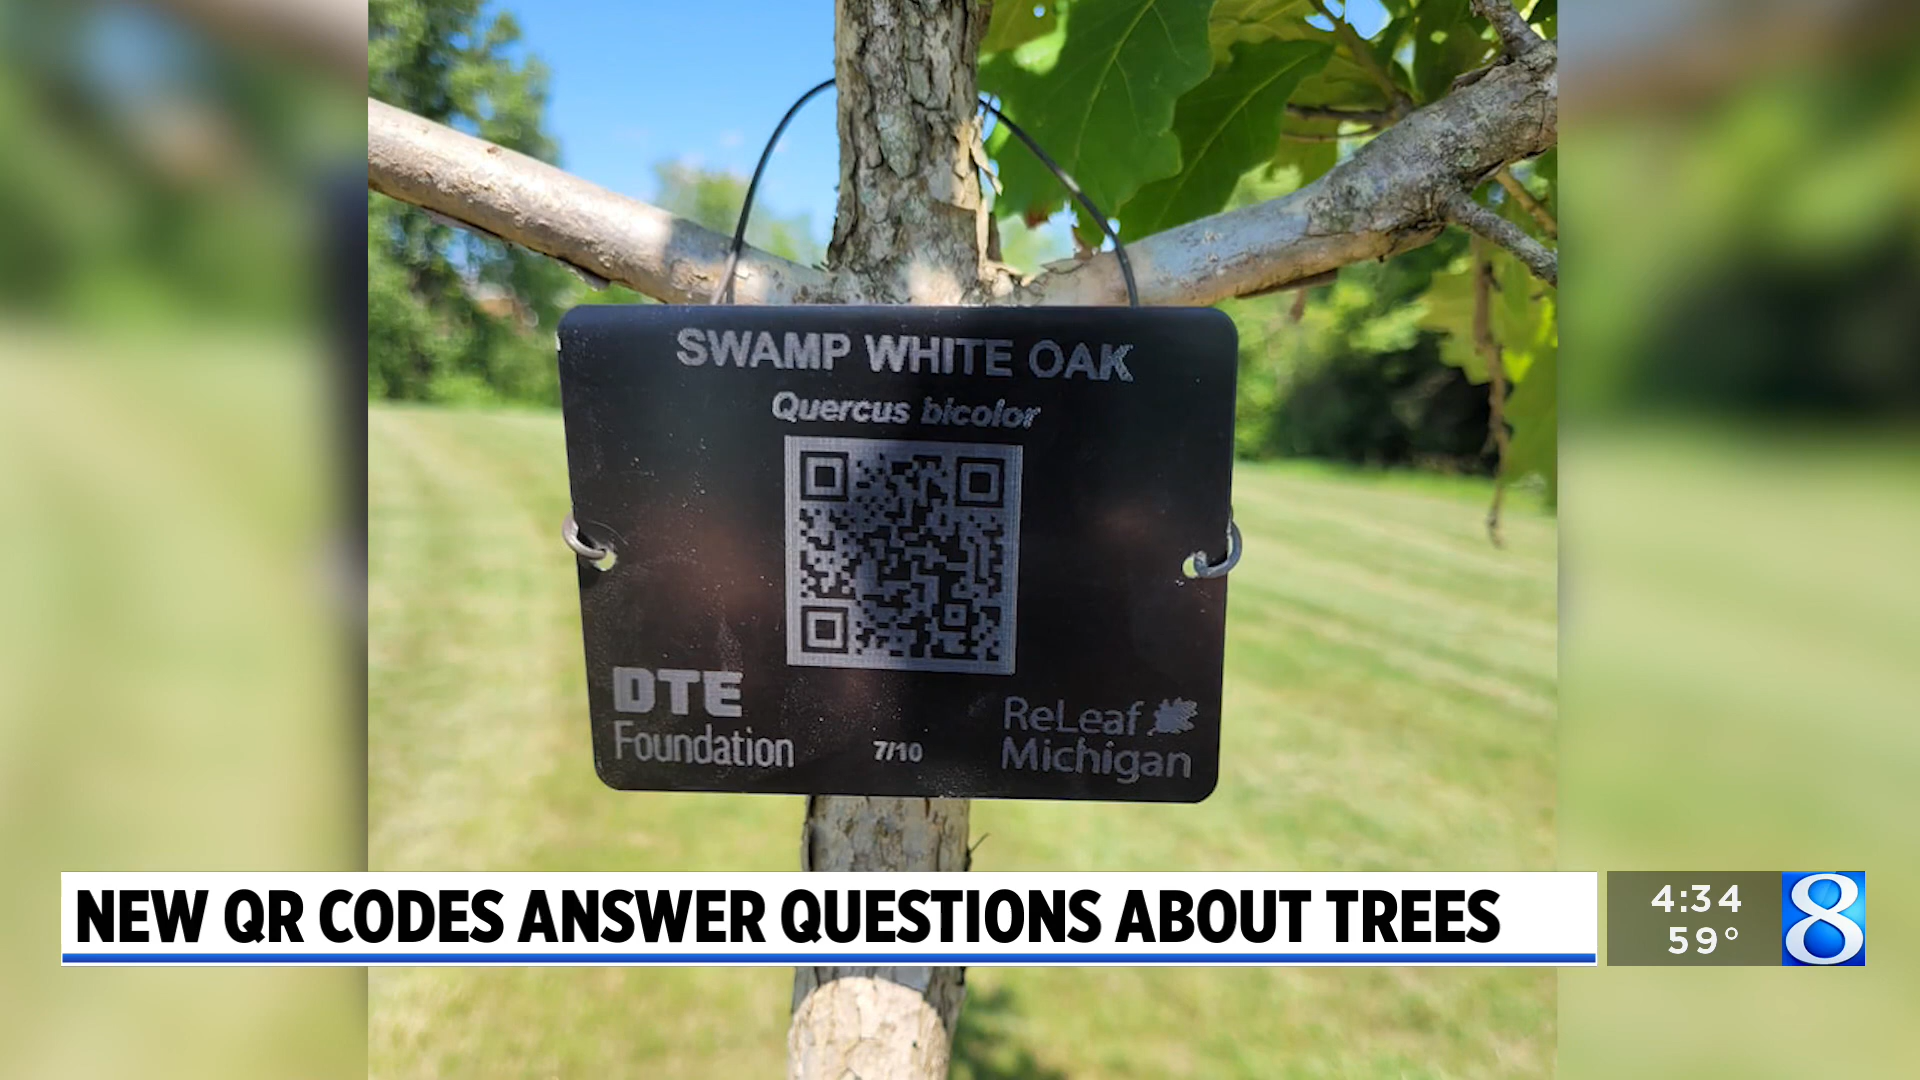 SWAMP WHITE OAK
Quercus bicolor
DTE
Foundation
7/10
ReLeaf
Michigan
NEW QR CODES ANSWER QUESTIONS ABOUT TREES
4:34
59°
8